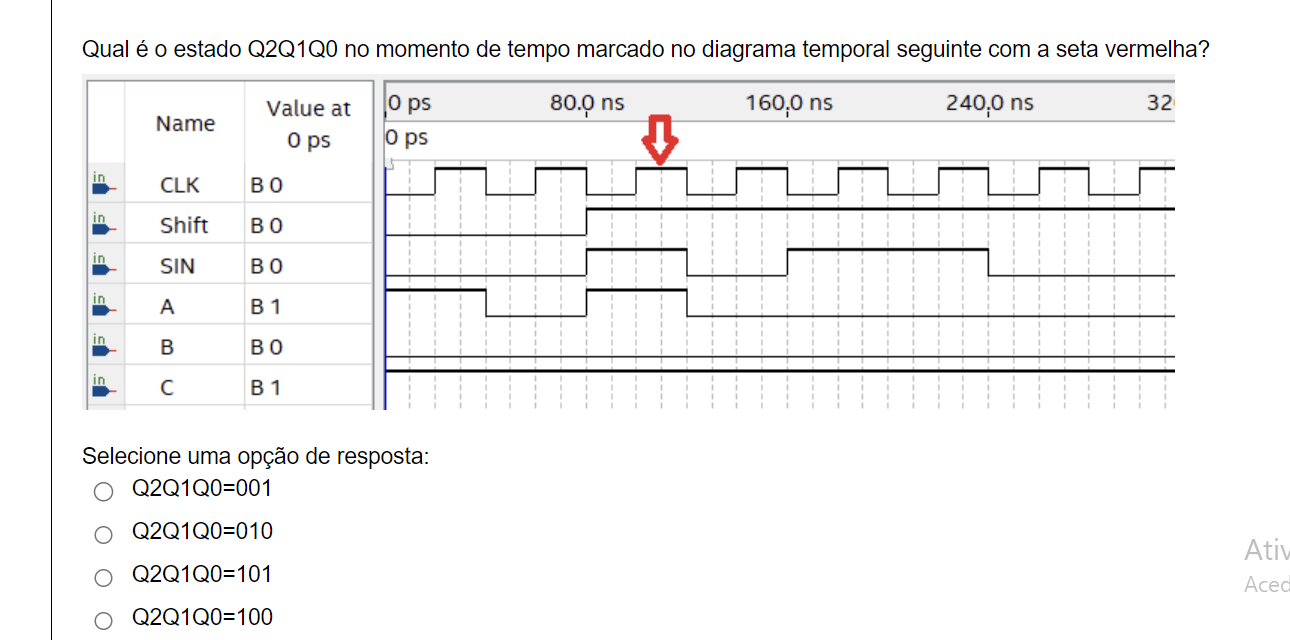 Qual é o estado Q2Q1Q0 no momento de tempo marcado no diagrama temporal seguinte com a seta vermelha?
Name Value at 0 ps
0 ps 80.0 ns 160.0 ns 240.0 ns 32
0 ps
in CLK B 0
in Shift B 0
in SIN B 0
in A B 1
in B B 0
in C B 1
Selecione uma opção de resposta:
Q2Q1Q0=001
Q2Q1Q0=010
Q2Q1Q0=101
Q2Q1Q0=100
Ativ
Aced